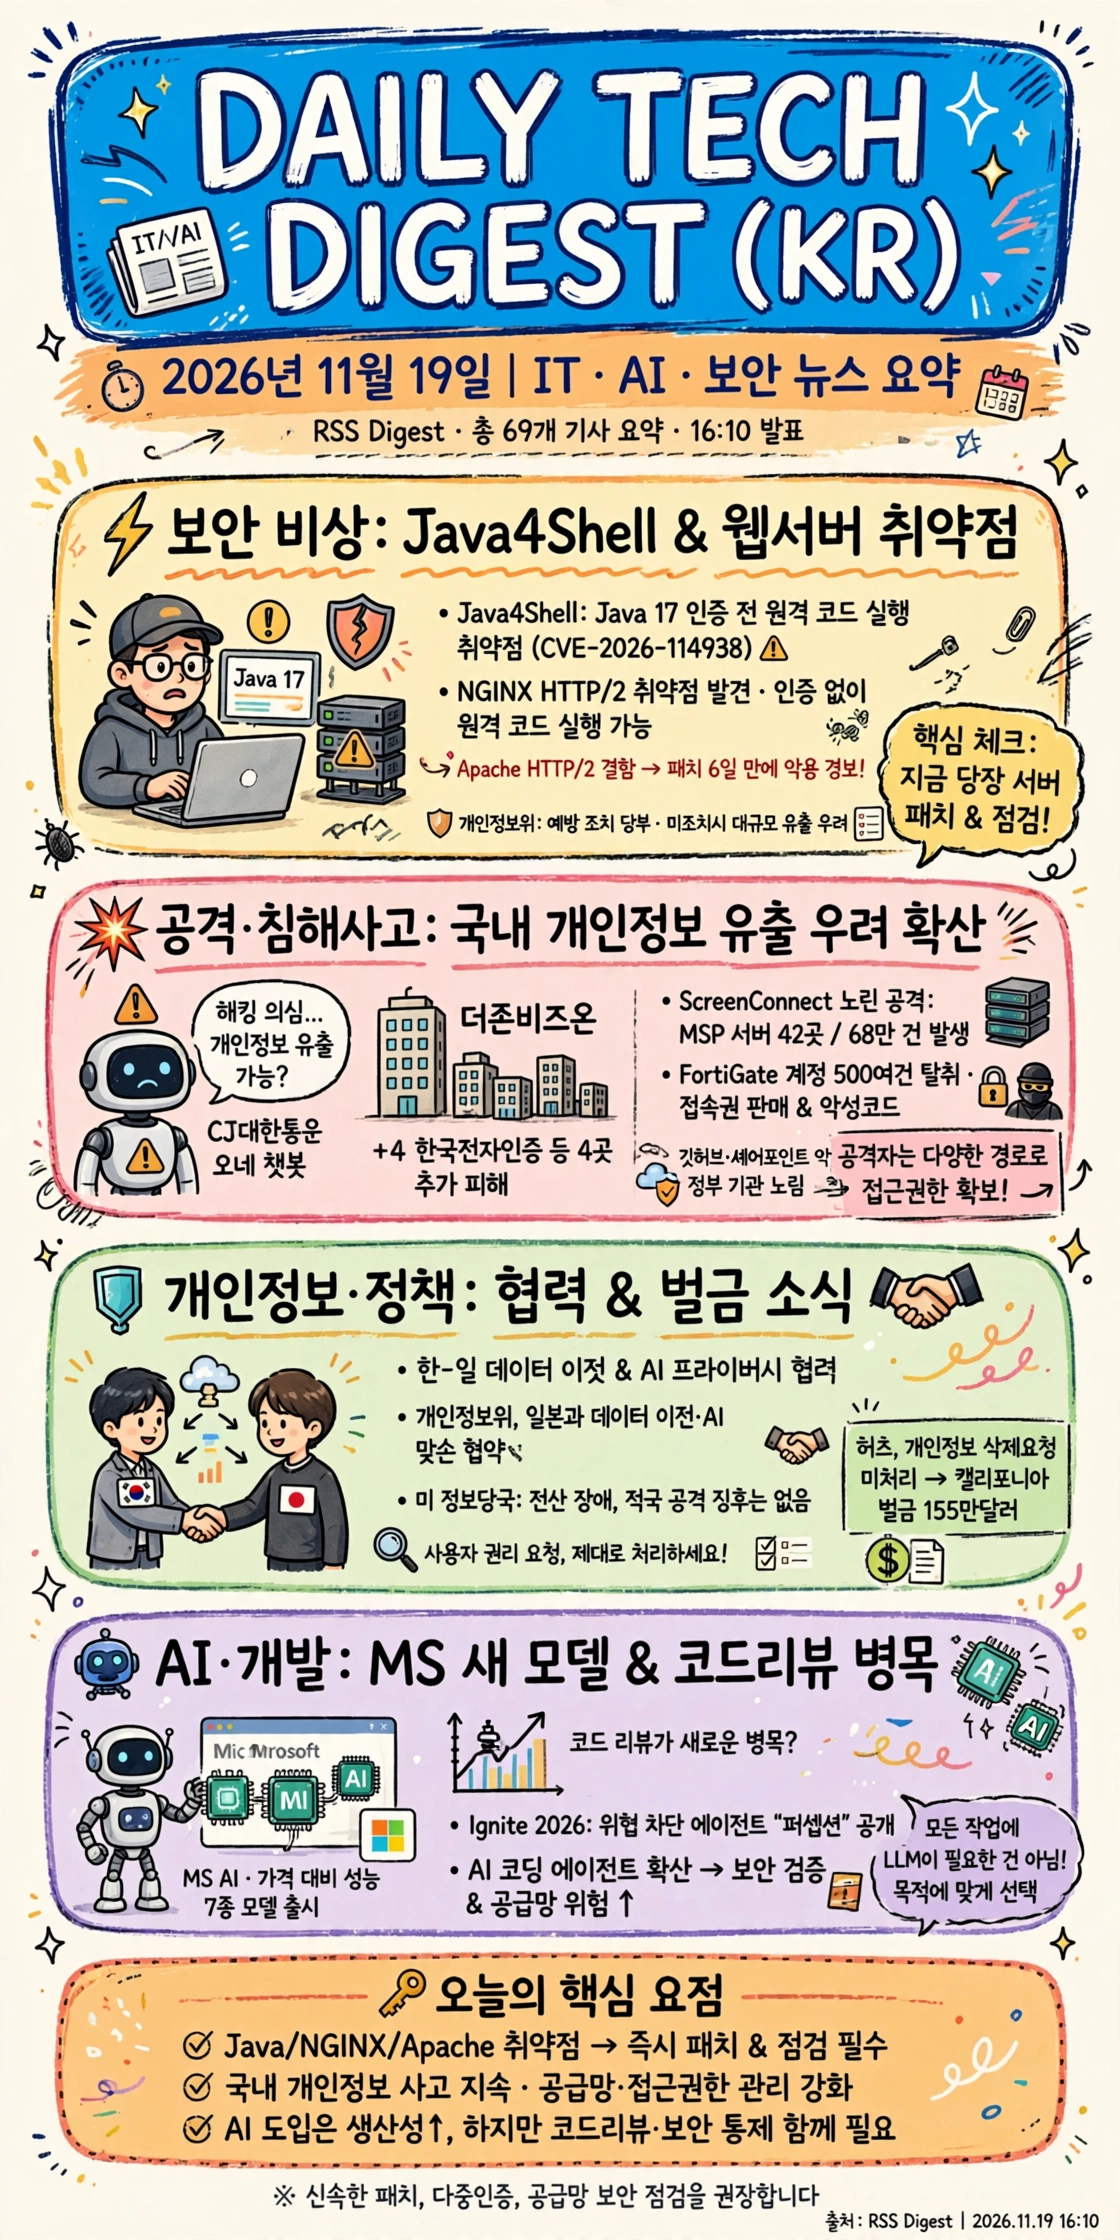 DAILY TECH
DIGEST (KR)
IT/VAI
2026년 11월 19일 | IT · AI · 보안 뉴스 요약
RSS Digest · 총 69개 기사 요약 · 16:10 발표
보안 비상: Java4Shell & 웹서버 취약점
Java 17
• Java4Shell: Java 17 인증 전 원격 코드 실행
취약점 (CVE-2026-114938)
• NGINX HTTP/2 취약점 발견 · 인증 없이
원격 코드 실행 가능
Apache HTTP/2 결함 → 패치 6일 만에 악용 경보!
개인정보위: 예방 조치 당부 · 미조치시 대규모 유출 우려
핵심 체크:
지금 당장 서버
패치 & 점검!
공격·침해사고: 국내 개인정보 유출 우려 확산
해킹 의심...
개인정보 유출
가능?
CJ대한통운
오네 챗봇
더존비즈온
+4 한국전자인증 등 4곳
추가 피해
• ScreenConnect 노린 공격:
MSP 서버 42곳 / 68만 건 발생
• FortiGate 계정 500여건 탈취 ·
접속권 판매 & 악성코드
깃허브·셰어포인트 악
정부 기관 노림
공격자는 다양한 경로로
접근권한 확보!
개인정보·정책: 협력 & 벌금 소식
• 한-일 데이터 이젓 & AI 프라이버시 협력
• 개인정보위, 일본과 데이터 이전·AI
맞손 협약
• 미 정보당국: 전산 장애, 적국 공격 징후는 없음
사용자 권리 요청, 제대로 처리하세요!
허츠, 개인정보 삭제요청
미처리 → 캘리포니아
벌금 155만달러
AI·개발: MS 새 모델 & 코드리뷰 병목
AI
AI
Mic Mrosoft
MI
AI
MS AI · 가격 대비 성능
7종 모델 출시
코드 리뷰가 새로운 병목?
• Ignite 2026: 위협 차단 에이전트 "퍼셉션" 공개
• AI 코딩 에이전트 확산 → 보안 검증
& 공급망 위험 ↑
모든 작업에
LLM이 필요한 건 아님!
목적에 맞게 선택
오늘의 핵심 요점
Java/NGINX/Apache 취약점 → 즉시 패치 & 점검 필수
국내 개인정보 사고 지속 · 공급망·접근권한 관리 강화
AI 도입은 생산성↑, 하지만 코드리뷰·보안 통제 함께 필요
※ 신속한 패치, 다중인증, 공급망 보안 점검을 권장합니다
출처: RSS Digest | 2026.11.19 16:10